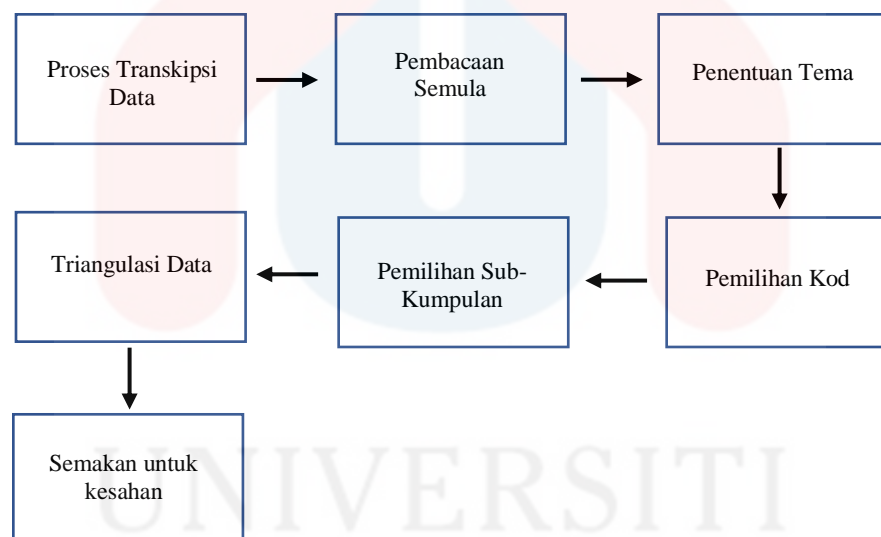 Proses Transkipsi
Data
Pembacaan
Semula
Penentuan Tema
Pemilihan Kod
Pemilihan Sub-
Kumpulan
Triangulasi Data
Semakan untuk
kesahan
UNIVERSITI